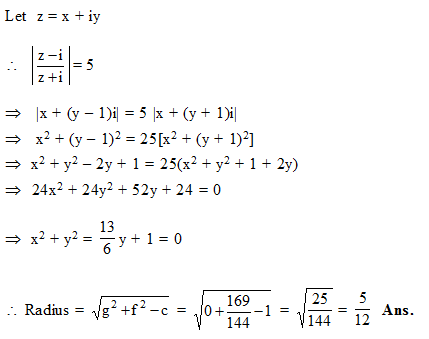 Let z = x + iy
∴ |(z − i)/(z + i)| = 5
⇒ |x + (y − 1)i| = 5 |x + (y + 1)i|
⇒ x² + (y − 1)² = 25[x² + (y + 1)²]
⇒ x² + y² − 2y + 1 = 25(x² + y² + 1 + 2y)
⇒ 24x² + 24y² + 52y + 24 = 0
⇒ x² + y² = 13/6 y + 1 = 0
∴ Radius = √(g² + f² − c) = √(0 + 169/144 − 1) = √(25/144) = 5/12 Ans.